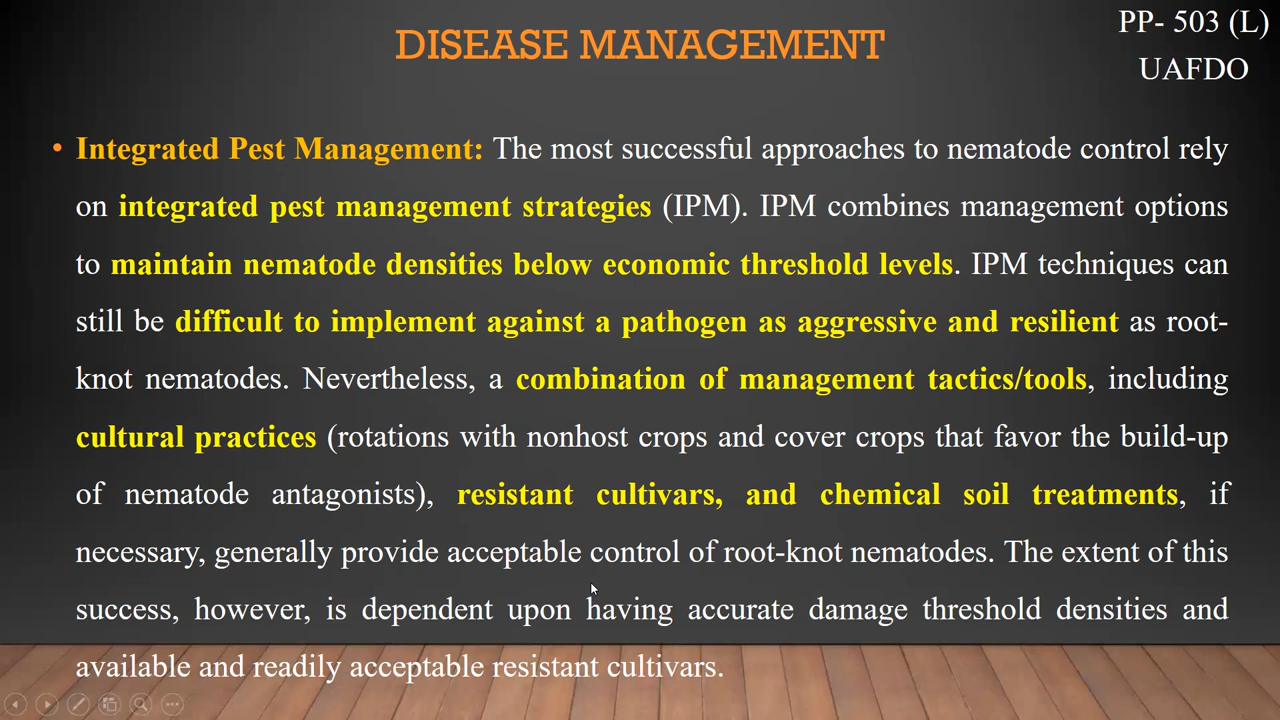 DISEASE MANAGEMENT
PP- 503 (L)
UAFDO
• Integrated Pest Management: The most successful approaches to nematode control rely
on integrated pest management strategies (IPM). IPM combines management options
to maintain nematode densities below economic threshold levels. IPM techniques can
still be difficult to implement against a pathogen as aggressive and resilient as root-
knot nematodes. Nevertheless, a combination of management tactics/tools, including
cultural practices (rotations with nonhost crops and cover crops that favor the build-up
of nematode antagonists), resistant cultivars, and chemical soil treatments, if
necessary, generally provide acceptable control of root-knot nematodes. The extent of this
success, however, is dependent upon having accurate damage threshold densities and
available and readily acceptable resistant cultivars.